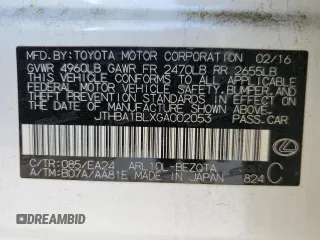 MFD. BY: TOYOTA MOTOR CORPORATION 02/16
GVWR 4960LB GAWR FR 2470LB RR 2655LB
THIS VEHICLE CONFORMS TO ALL APPLICABLE
FEDERAL MOTOR VEHICLE SAFETY, BUMPER, AND
THEFT PREVENTION STANDARDS IN EFFECT ON
THE DATE OF MANUFACTURE SHOWN ABOVE.
JTHBA1BLXGA002053 PASS.CAR
C/TR:085/EA24 ARL10L-BEZQTA C
A/TM:B07A/AA81E MADE IN JAPAN 824
DIRECT.CARS